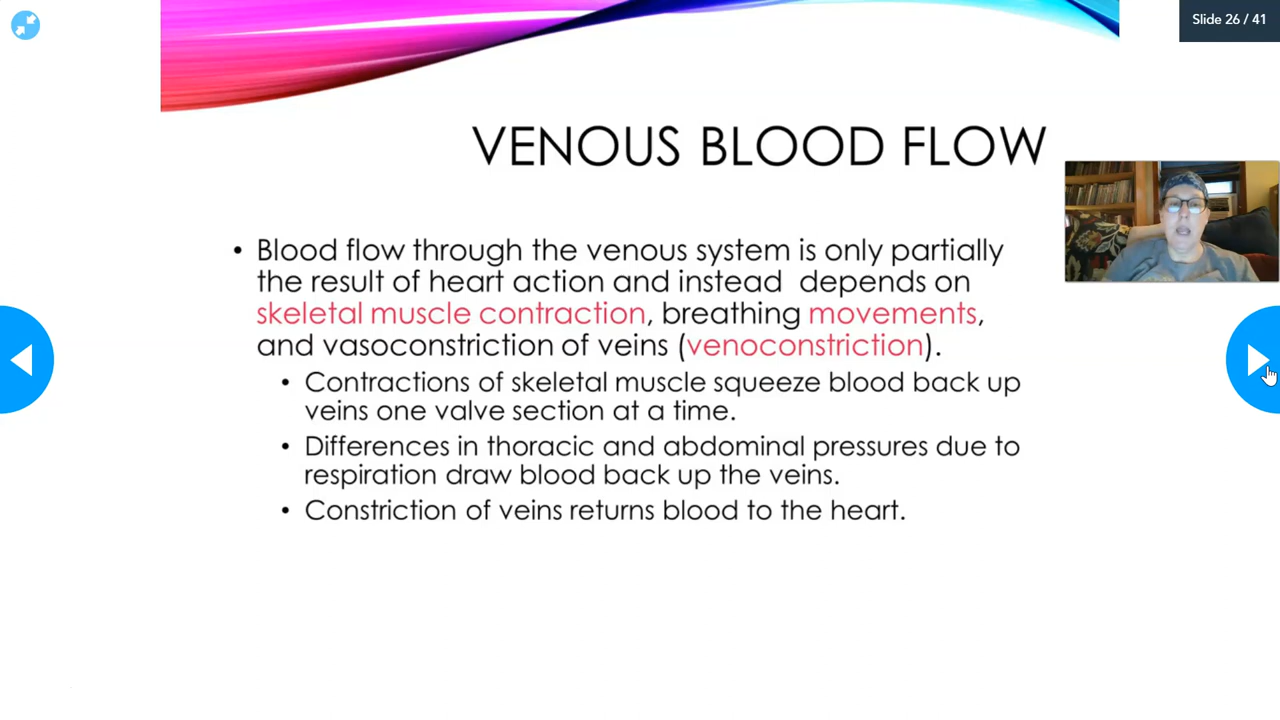 Slide 26 / 41
VENOUS BLOOD FLOW
• Blood flow through the venous system is only partially
the result of heart action and instead depends on
skeletal muscle contraction, breathing movements,
and vasoconstriction of veins (venoconstriction).
• Contractions of skeletal muscle squeeze blood back up
veins one valve section at a time.
• Differences in thoracic and abdominal pressures due to
respiration draw blood back up the veins.
• Constriction of veins returns blood to the heart.